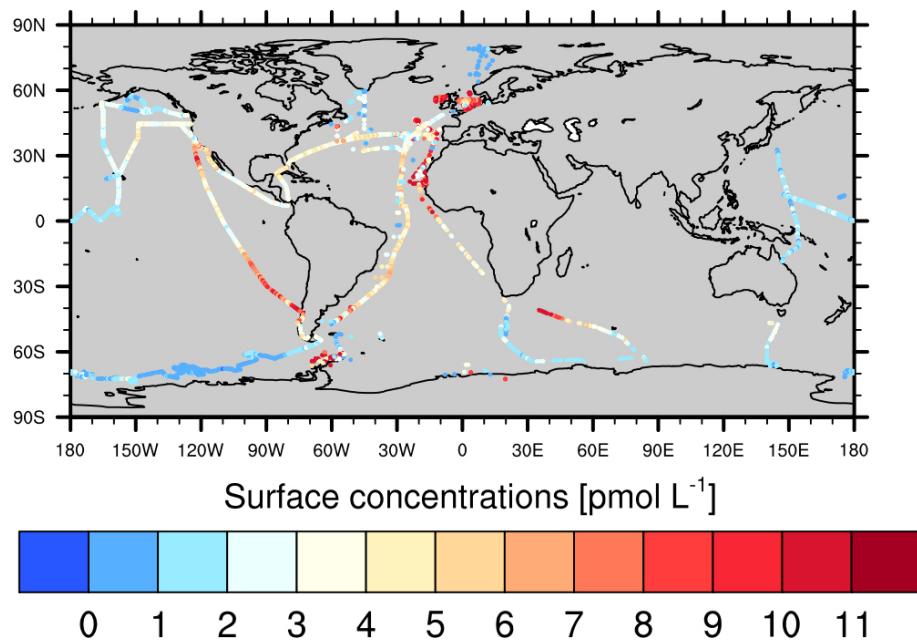 90N
60N
30N
0
30S
60S
90S
180 150W 120W 90W 60W 30W 0 30E 60E 90E 120E 150E 180
Surface concentrations [pmol L⁻¹]
0 1 2 3 4 5 6 7 8 9 10 11